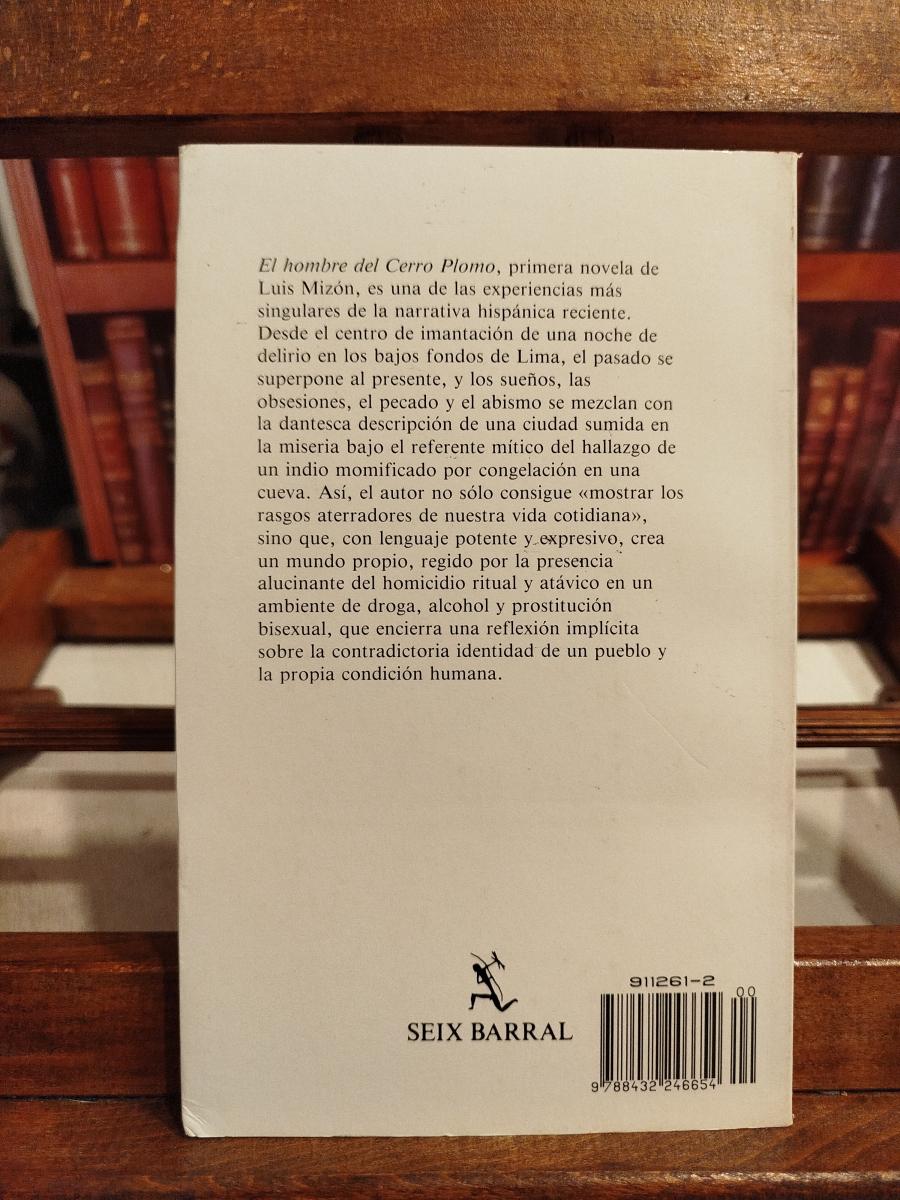 El hombre del Cerro Plomo, primera novela de
Luis Mizón, es una de las experiencias más
singulares de la narrativa hispánica reciente.
Desde el centro de imantación de una noche de
delirio en los bajos fondos de Lima, el pasado se
superpone al presente, y los sueños, las
obsesiones, el pecado y el abismo se mezclan con
la dantesca descripción de una ciudad sumida en
la miseria bajo el referente mítico del hallazgo de
un indio momificado por congelación en una
cueva. Así, el autor no sólo consigue «mostrar los
rasgos aterradores de nuestra vida cotidiana»,
sino que, con lenguaje potente y expresivo, crea
un mundo propio, regido por la presencia
alucinante del homicidio ritual y atávico en un
ambiente de droga, alcohol y prostitución
bisexual, que encierra una reflexión implícita
sobre la contradictoria identidad de un pueblo y
la propia condición humana.
SEIX BARRAL
911261-2
00
9 788432 246654